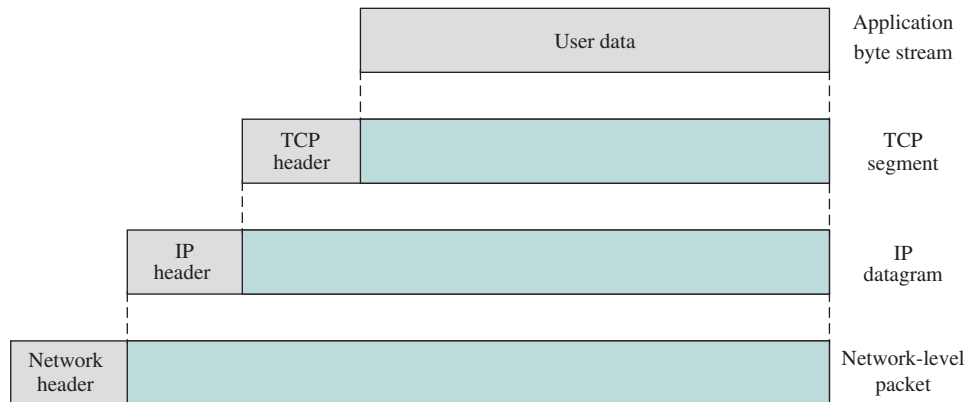 User data
Application
byte stream
TCP
header
TCP
segment
IP
header
IP
datagram
Network
header
Network-level
packet